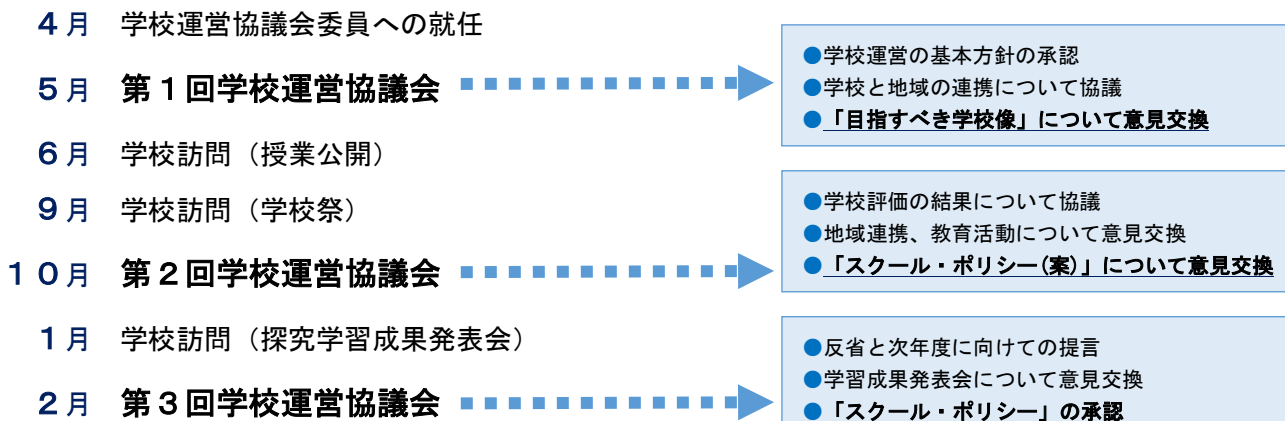 ４月 学校運営協議会委員への就任
５月 第１回学校運営協議会
●学校運営の基本方針の承認
●学校と地域の連携について協議
●「目指すべき学校像」について意見交換
６月 学校訪問（授業公開）
９月 学校訪問（学校祭）
１０月 第２回学校運営協議会
●学校評価の結果について協議
●地域連携、教育活動について意見交換
●「スクール・ポリシー(案)」について意見交換
１月 学校訪問（探究学習成果発表会）
２月 第３回学校運営協議会
●反省と次年度に向けての提言
●学習成果発表会について意見交換
●「スクール・ポリシー」の承認